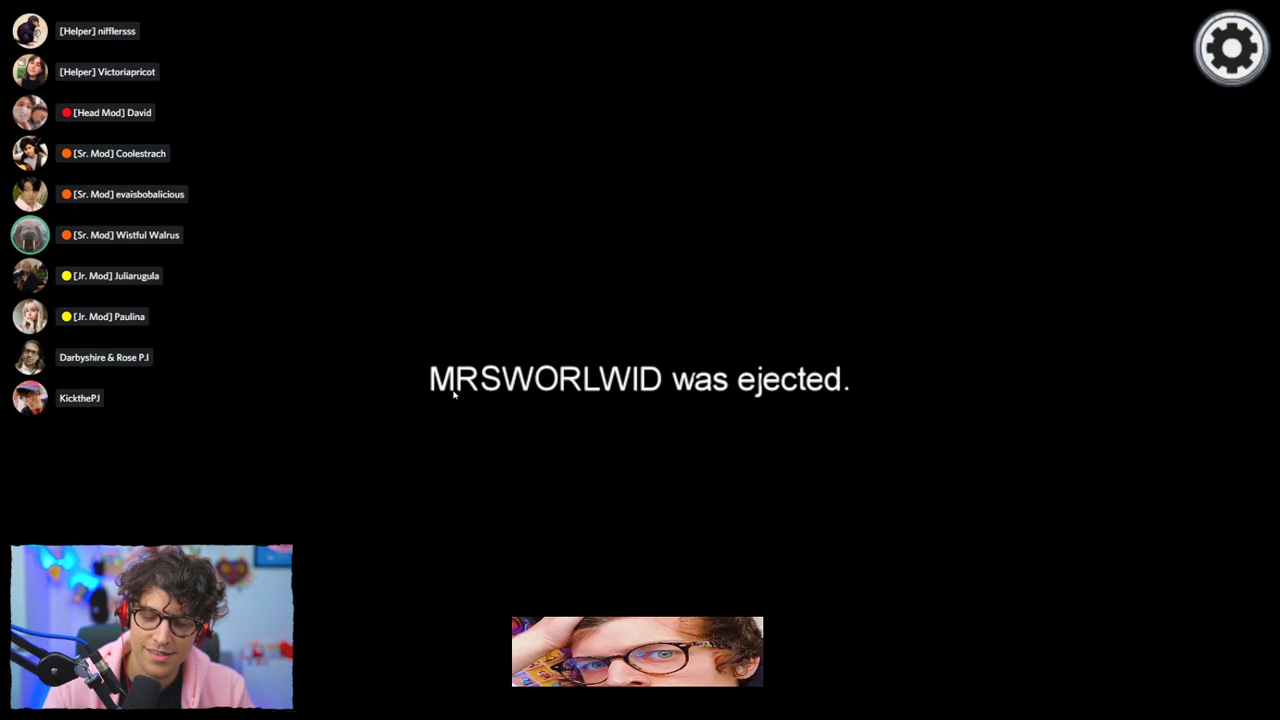 [Helper] nifflersss
[Helper] Victoriapricot
[Head Mod] David
[Sr. Mod] Coolestrach
[Sr. Mod] evaisbobalicious
[Sr. Mod] Wistful Walrus
[Jr. Mod] Juliarugula
[Jr. Mod] Paulina
Darbyshire & Rose P.I
KickthePJ
MRSWORLWID was ejected.